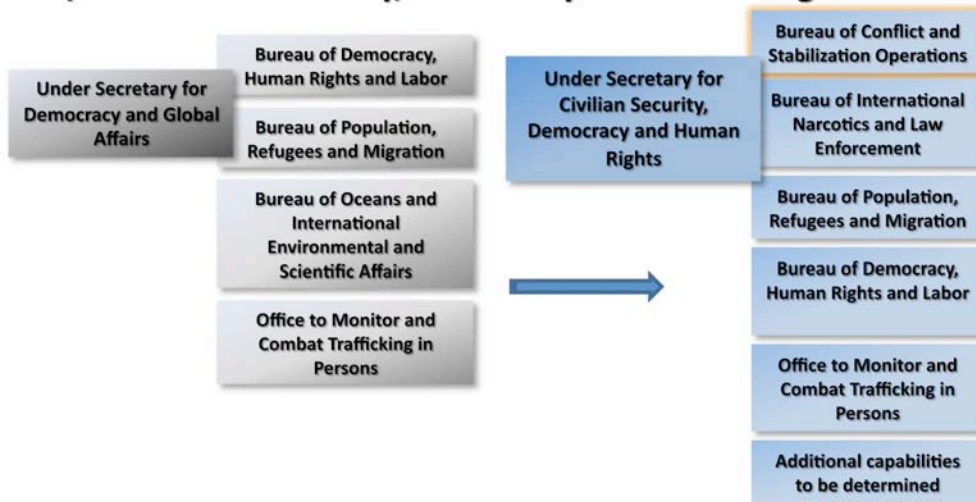 Under Secretary for
Democracy and Global
Affairs
Bureau of Democracy,
Human Rights and Labor
Bureau of Population,
Refugees and Migration
Bureau of Oceans and
International
Environmental and
Scientific Affairs
Office to Monitor and
Combat Trafficking in
Persons
Under Secretary for
Civilian Security,
Democracy and Human
Rights
Bureau of Conflict and
Stabilization Operations
Bureau of International
Narcotics and Law
Enforcement
Bureau of Population,
Refugees and Migration
Bureau of Democracy,
Human Rights and Labor
Office to Monitor and
Combat Trafficking in
Persons
Additional capabilities
to be determined